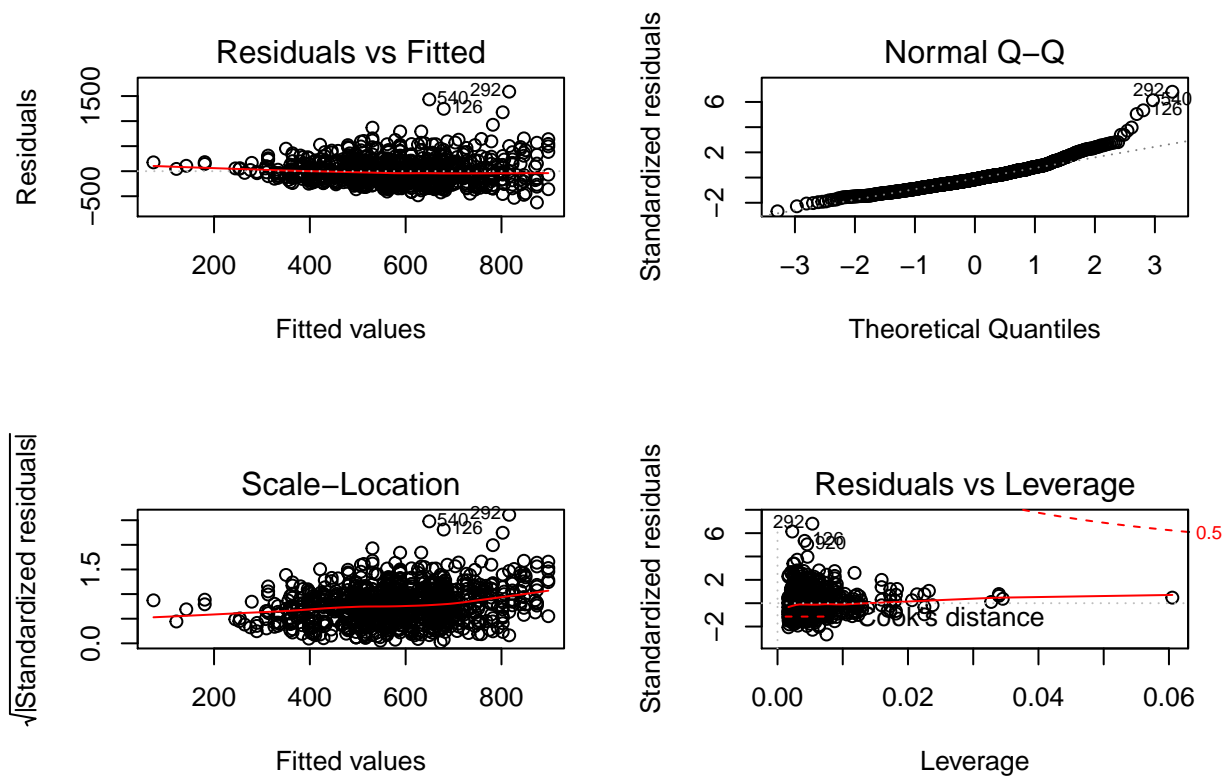 Residuals vs Fitted
Residuals
1500
−500
292
540
126
200 400 600 800
Fitted values
Normal Q−Q
Standardized residuals
6
2
−2
292
540
126
−3 −2 −1 0 1 2 3
Theoretical Quantiles
Scale−Location
√|Standardized residuals|
1.5
0.0
292
540
126
200 400 600 800
Fitted values
Residuals vs Leverage
Standardized residuals
6
2
−2
292
126
920
0.5
Cook's distance
0.00 0.02 0.04 0.06
Leverage